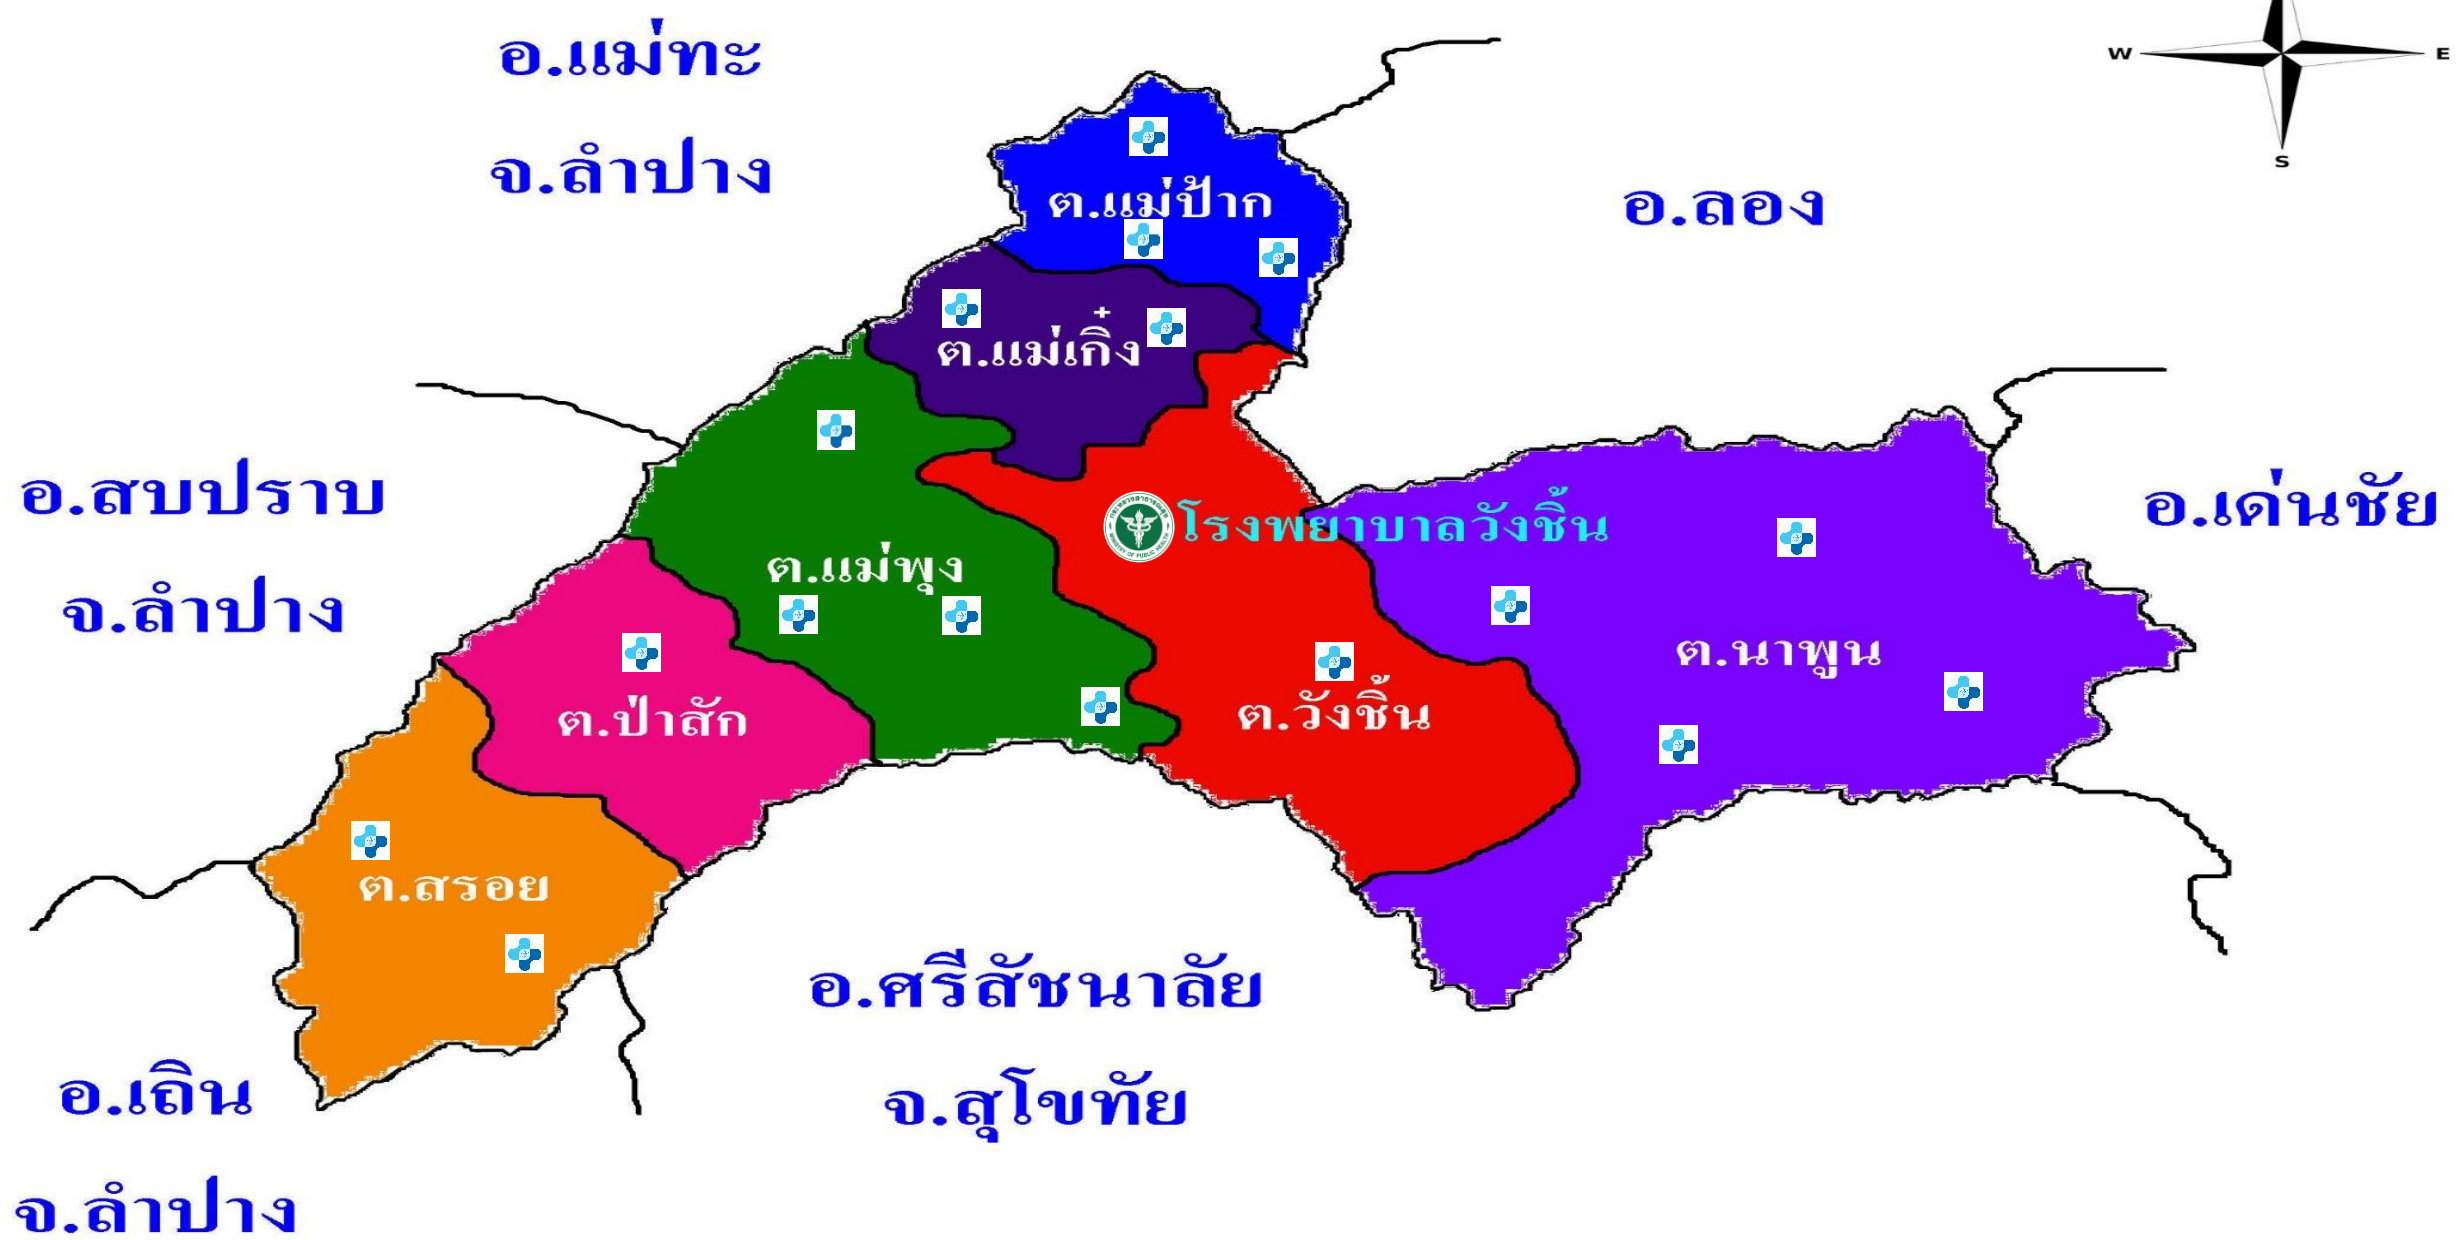 อ.แม่ทะ
จ.ลำปาง
W
E
S
อ.ลอง
ต.แม่ป้าก
ต.แม่เกิ๋ง
อ.สบปราบ
จ.ลำปาง
อ.เด่นชัย
โรงพยาบาลวังชิ้น
ต.แม่พุง
ต.นาพูน
ต.ป่าสัก
ต.วังชิ้น
ต.สรอย
อ.ศรีสัชนาลัย
จ.สุโขทัย
อ.เถิน
จ.ลำปาง